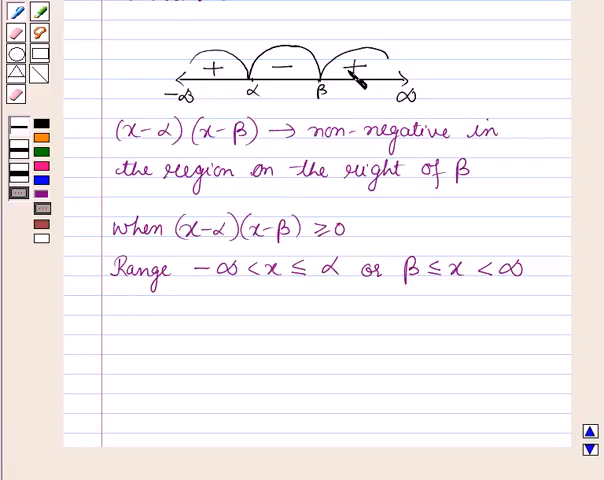 + − +
-∞ α β ∞
(x-α)(x-β) → non-negative in
the region on the right of β
when (x-α)(x-β) ≥ 0
Range -∞ < x ≤ α or β ≤ x < ∞